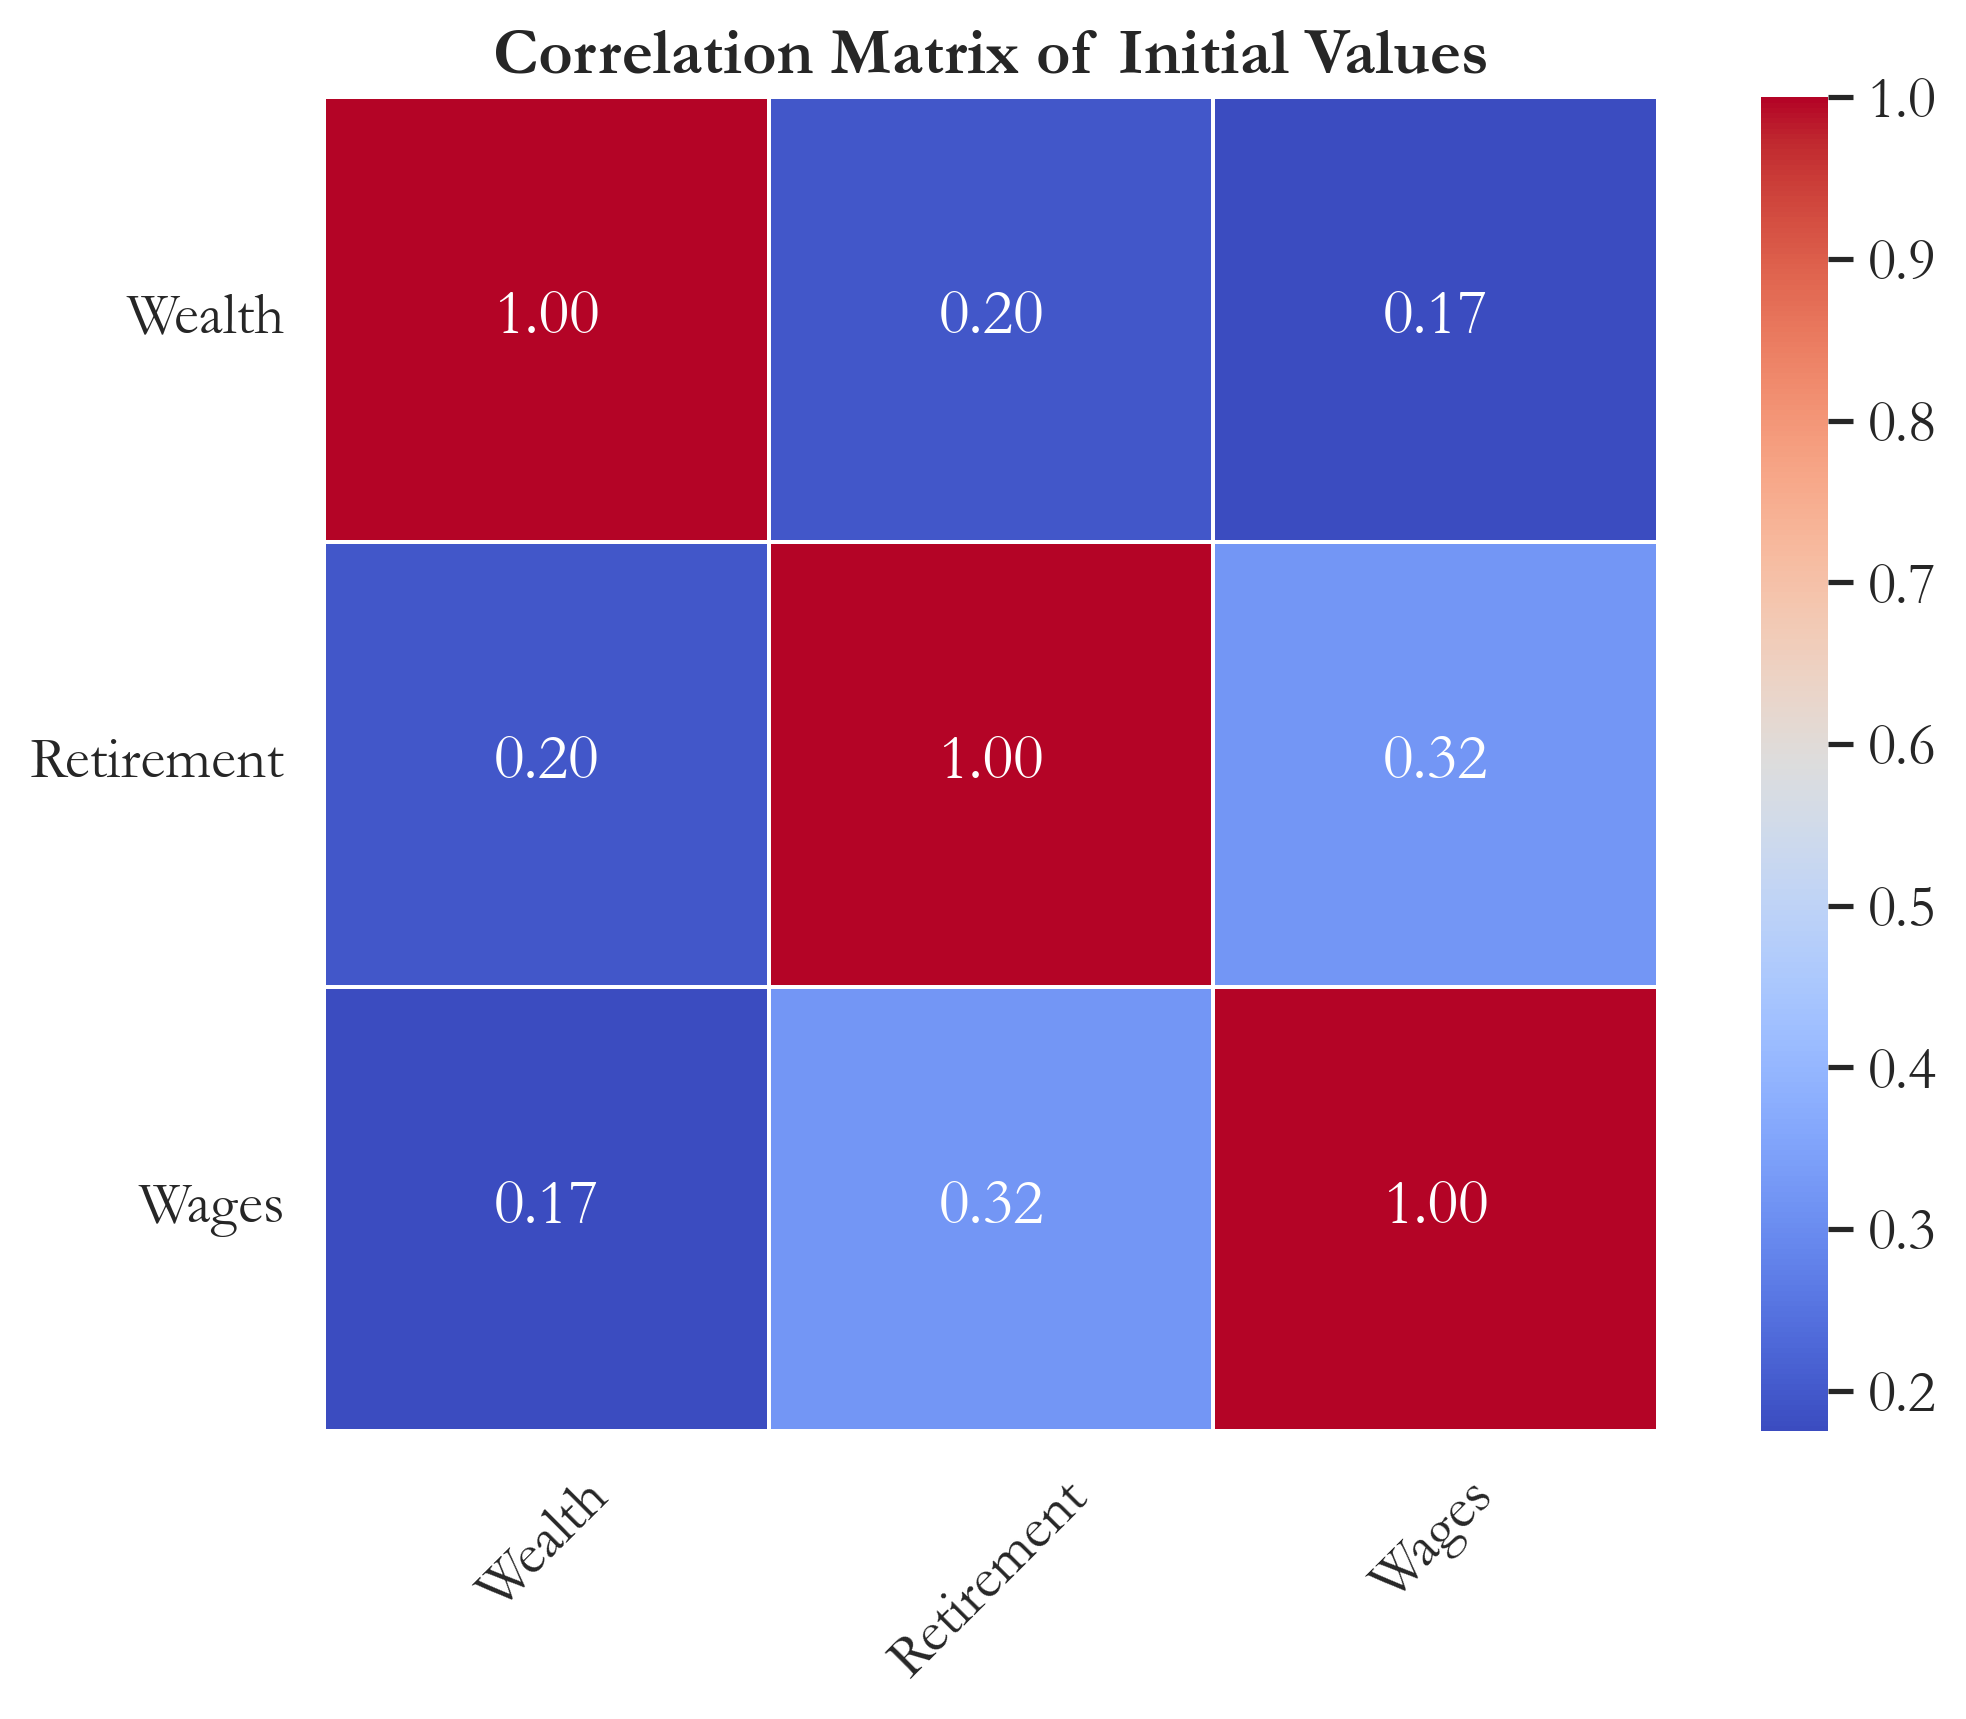 Correlation Matrix of Initial Values
Wealth 1.00 0.20 0.17
Retirement 0.20 1.00 0.32
Wages 0.17 0.32 1.00
Wealth Retirement Wages
1.0
0.9
0.8
0.7
0.6
0.5
0.4
0.3
0.2